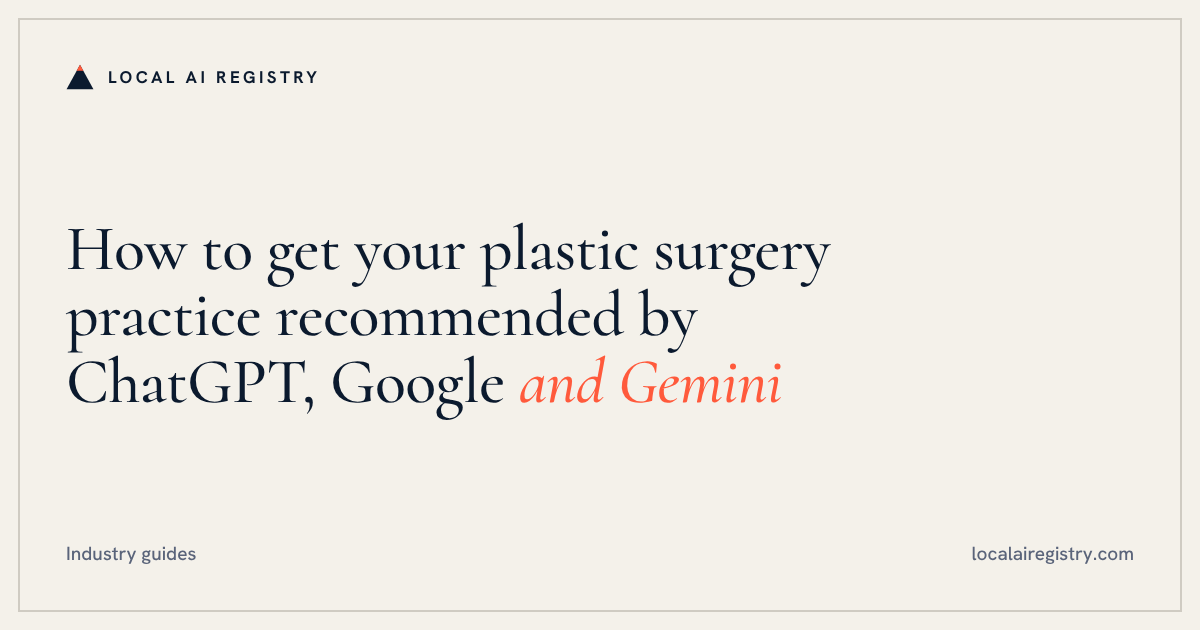 LOCAL AI REGISTRY
How to get your plastic surgery
practice recommended by
ChatGPT, Google and Gemini
Industry guides
localairegistry.com